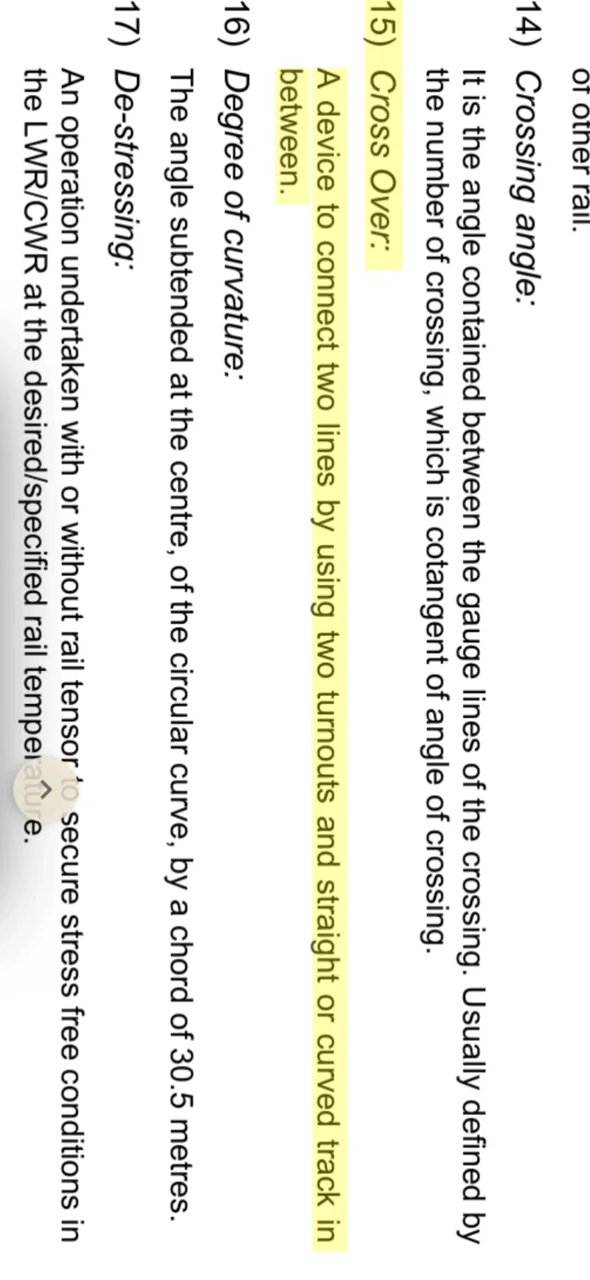 of other rail.
14) Crossing angle:
It is the angle contained between the gauge lines of the crossing. Usually defined by
the number of crossing, which is cotangent of angle of crossing.
15) Cross Over:
A device to connect two lines by using two turnouts and straight or curved track in
between.
16) Degree of curvature:
The angle subtended at the centre, of the circular curve, by a chord of 30.5 metres.
17) De-stressing:
An operation undertaken with or without rail tensor to secure stress free conditions in
the LWR/CWR at the desired/specified rail temperature.